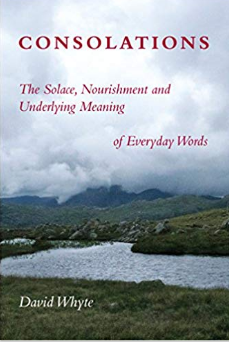 CONSOLATIONS
The Solace, Nourishment and
Underlying Meaning
of Everyday Words
David Whyte